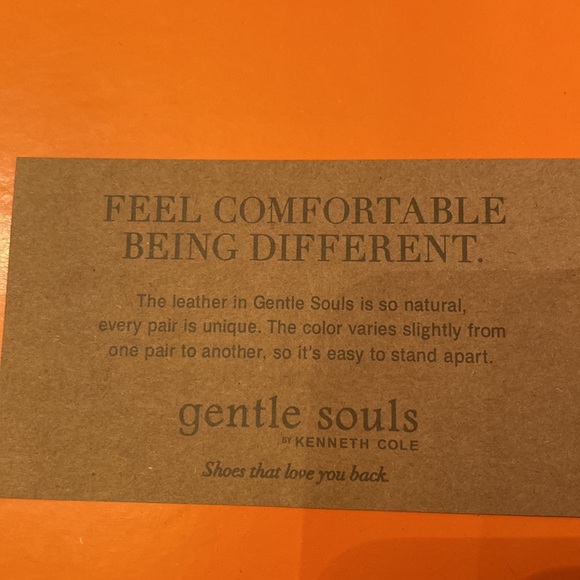 FEEL COMFORTABLE
BEING DIFFERENT.
The leather in Gentle Souls is so natural,
every pair is unique. The color varies slightly from
one pair to another, so it's easy to stand apart.
gentle souls
BY KENNETH COLE
Shoes that love you back.